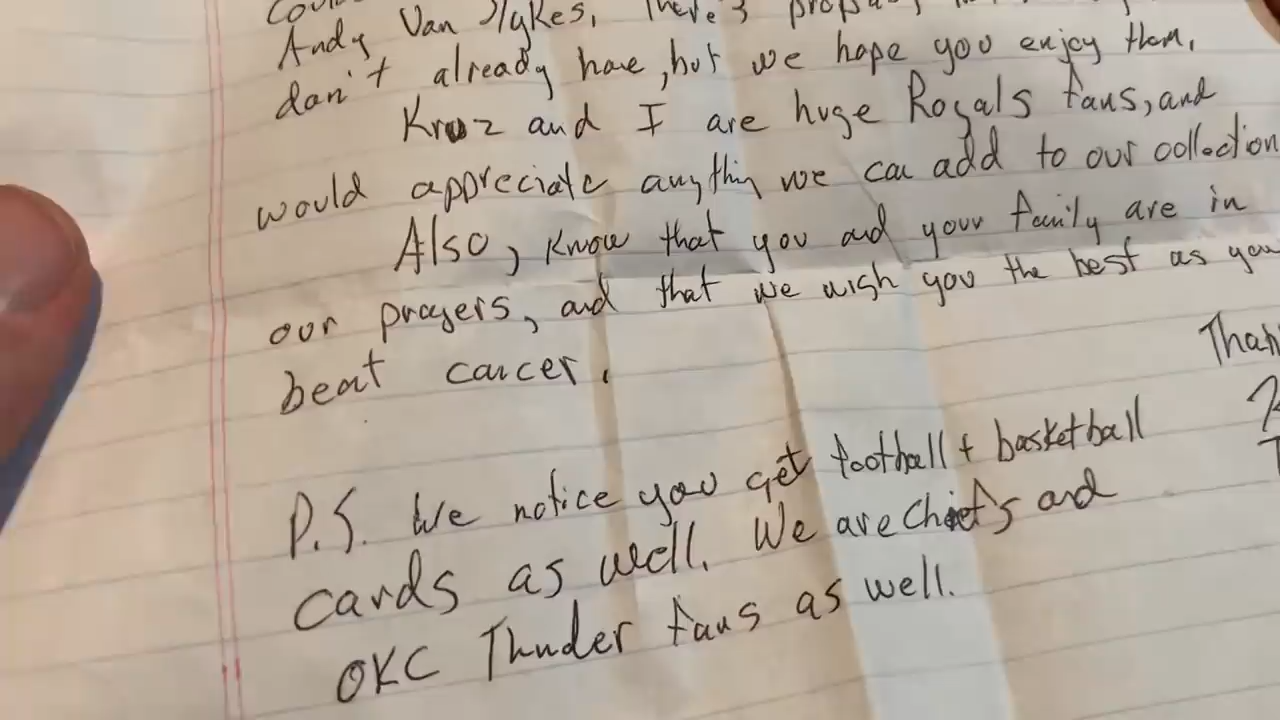 Andy Van Slykes, There's
don't already have, but we hope you enjoy them.
Kruz and I are huge Royals fans, and
would appreciate anything we can add to our collection
Also, know that you and your family are in
our prayers, and that we wish you the best as you
beat cancer.
P.S. We notice you get football + basketball
cards as well. We are Chiefs and
OKC Thunder fans as well.